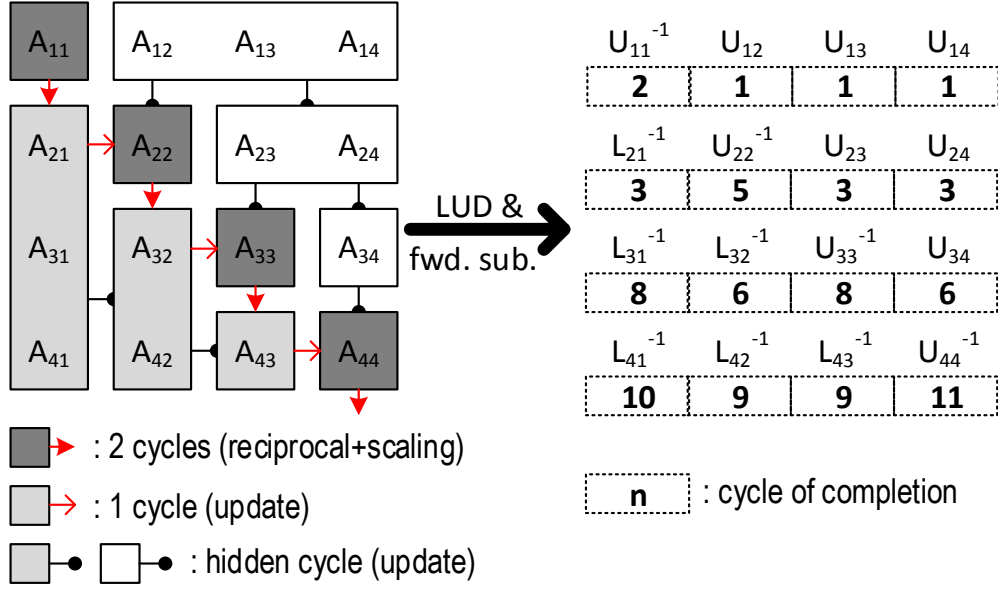 A11 A12 A13 A14
A21 A22 A23 A24
A31 A32 A33 A34
A41 A42 A43 A44
LUD &
fwd. sub.
U11^-1 U12 U13 U14
2 1 1 1
L21^-1 U22^-1 U23 U24
3 5 3 3
L31^-1 L32^-1 U33^-1 U34
8 6 8 6
L41^-1 L42^-1 L43^-1 U44^-1
10 9 9 11
: 2 cycles (reciprocal+scaling)
: 1 cycle (update)
: hidden cycle (update)
n : cycle of completion